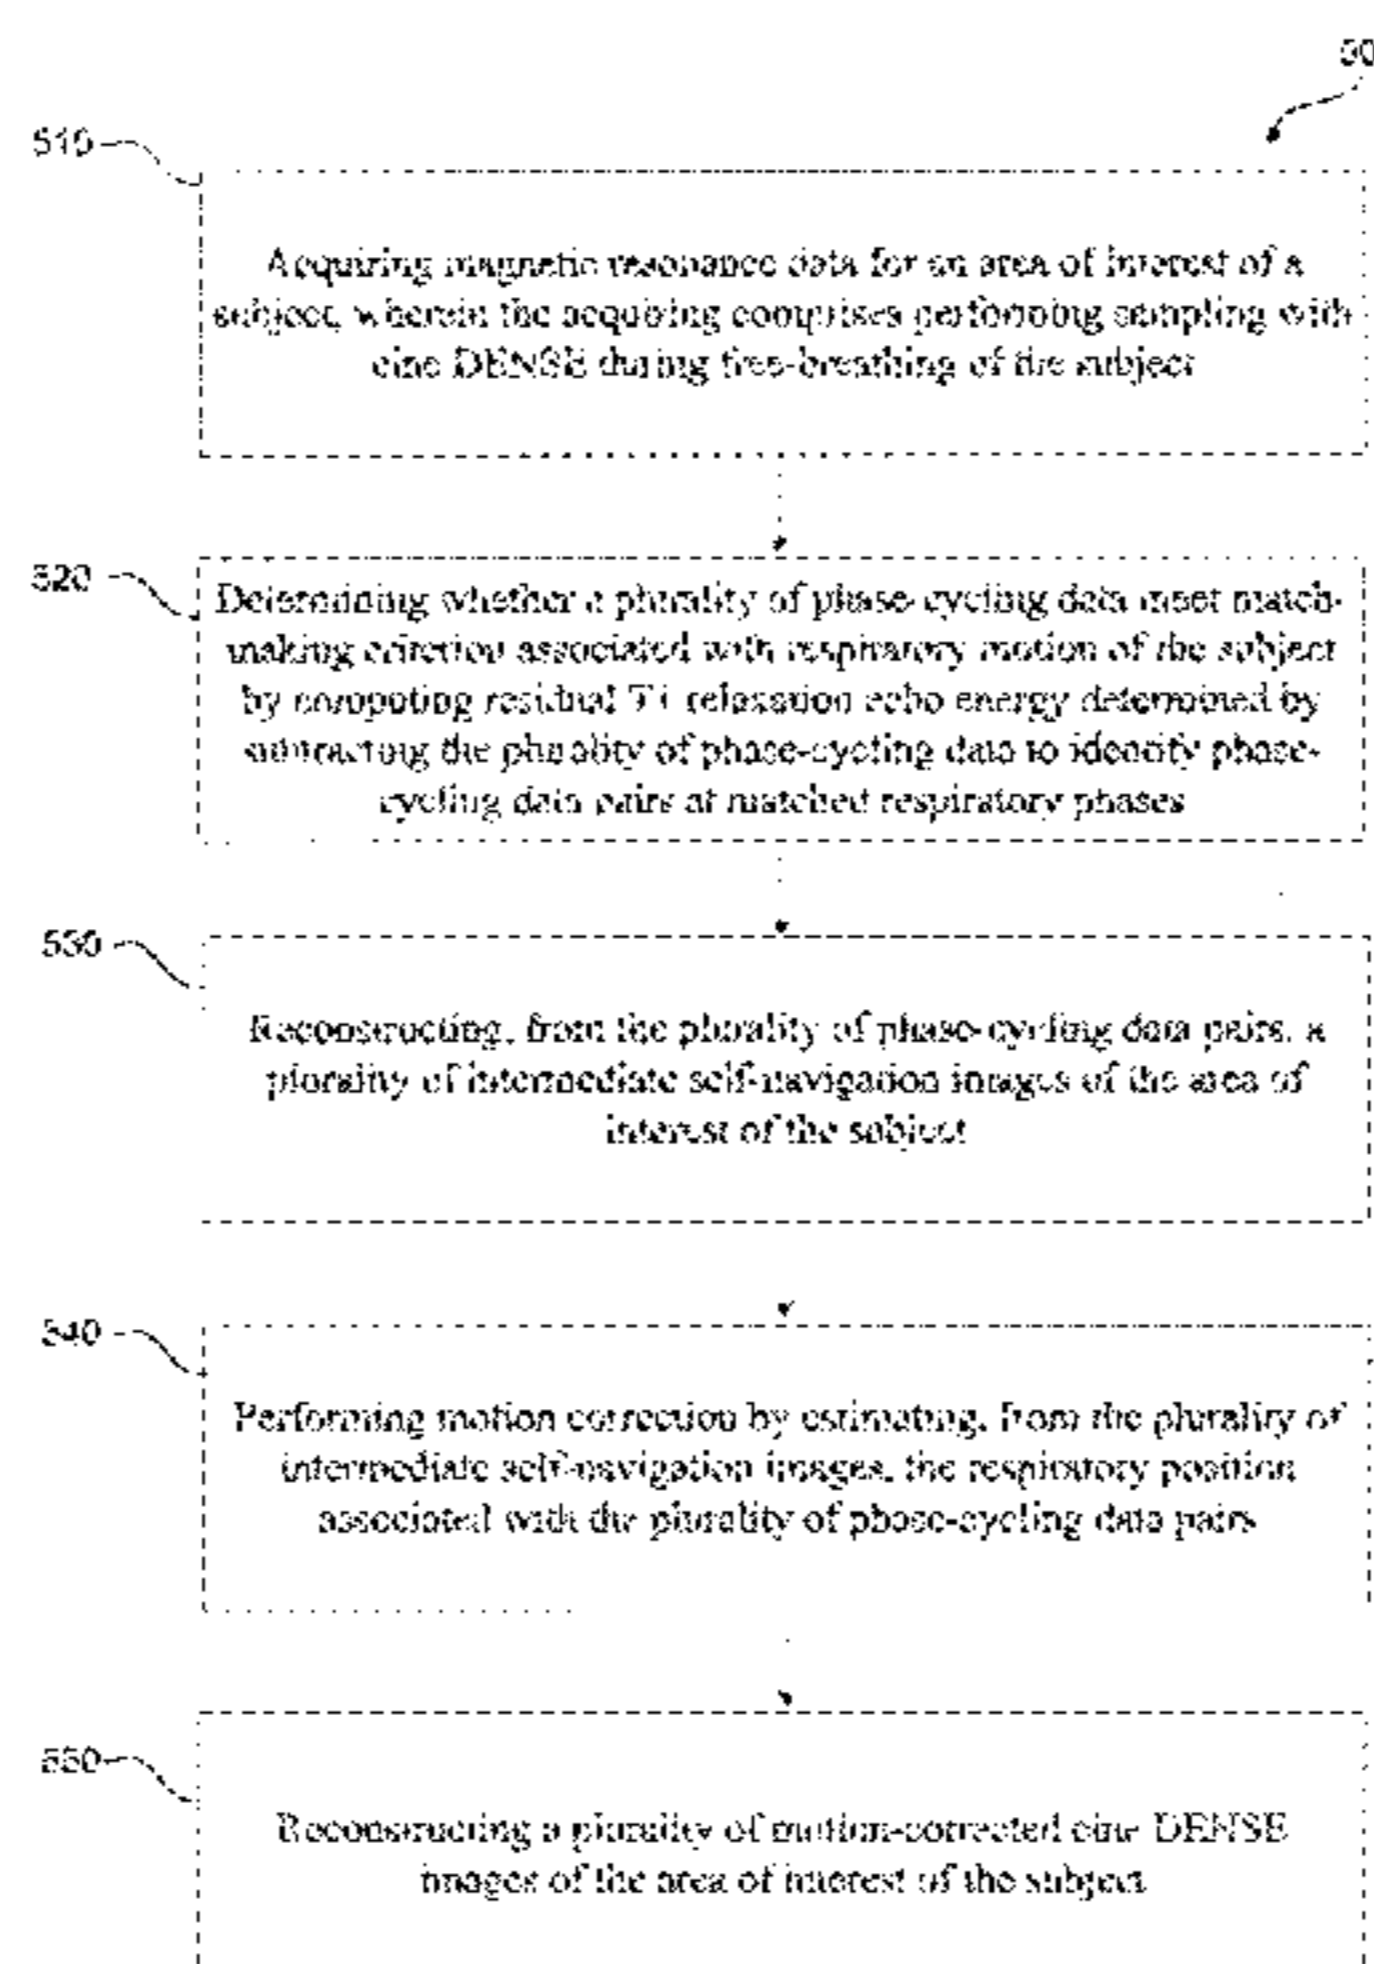 50
510
Acquiring magnetic resonance data for an area of interest of a
subject, wherein the acquiring comprises performing sampling with
cine DENSE during free-breathing of the subject
520
Determining whether a plurality of phase-cycling data meet match-
making criterion associated with respiratory motion of the subject
by computing residual T1 relaxation echo energy determined by
subtracting the plurality of phase-cycling data to identify phase-
cycling data pairs at matched respiratory phases
530
Reconstructing, from the plurality of phase-cycling data pairs, a
plurality of intermediate self-navigation images of the area of
interest of the subject
540
Performing motion correction by estimating, from the plurality of
intermediate self-navigation images, the respiratory position
associated with the plurality of phase-cycling data pairs
550
Reconstructing a plurality of motion-corrected cine DENSE
images of the area of interest of the subject